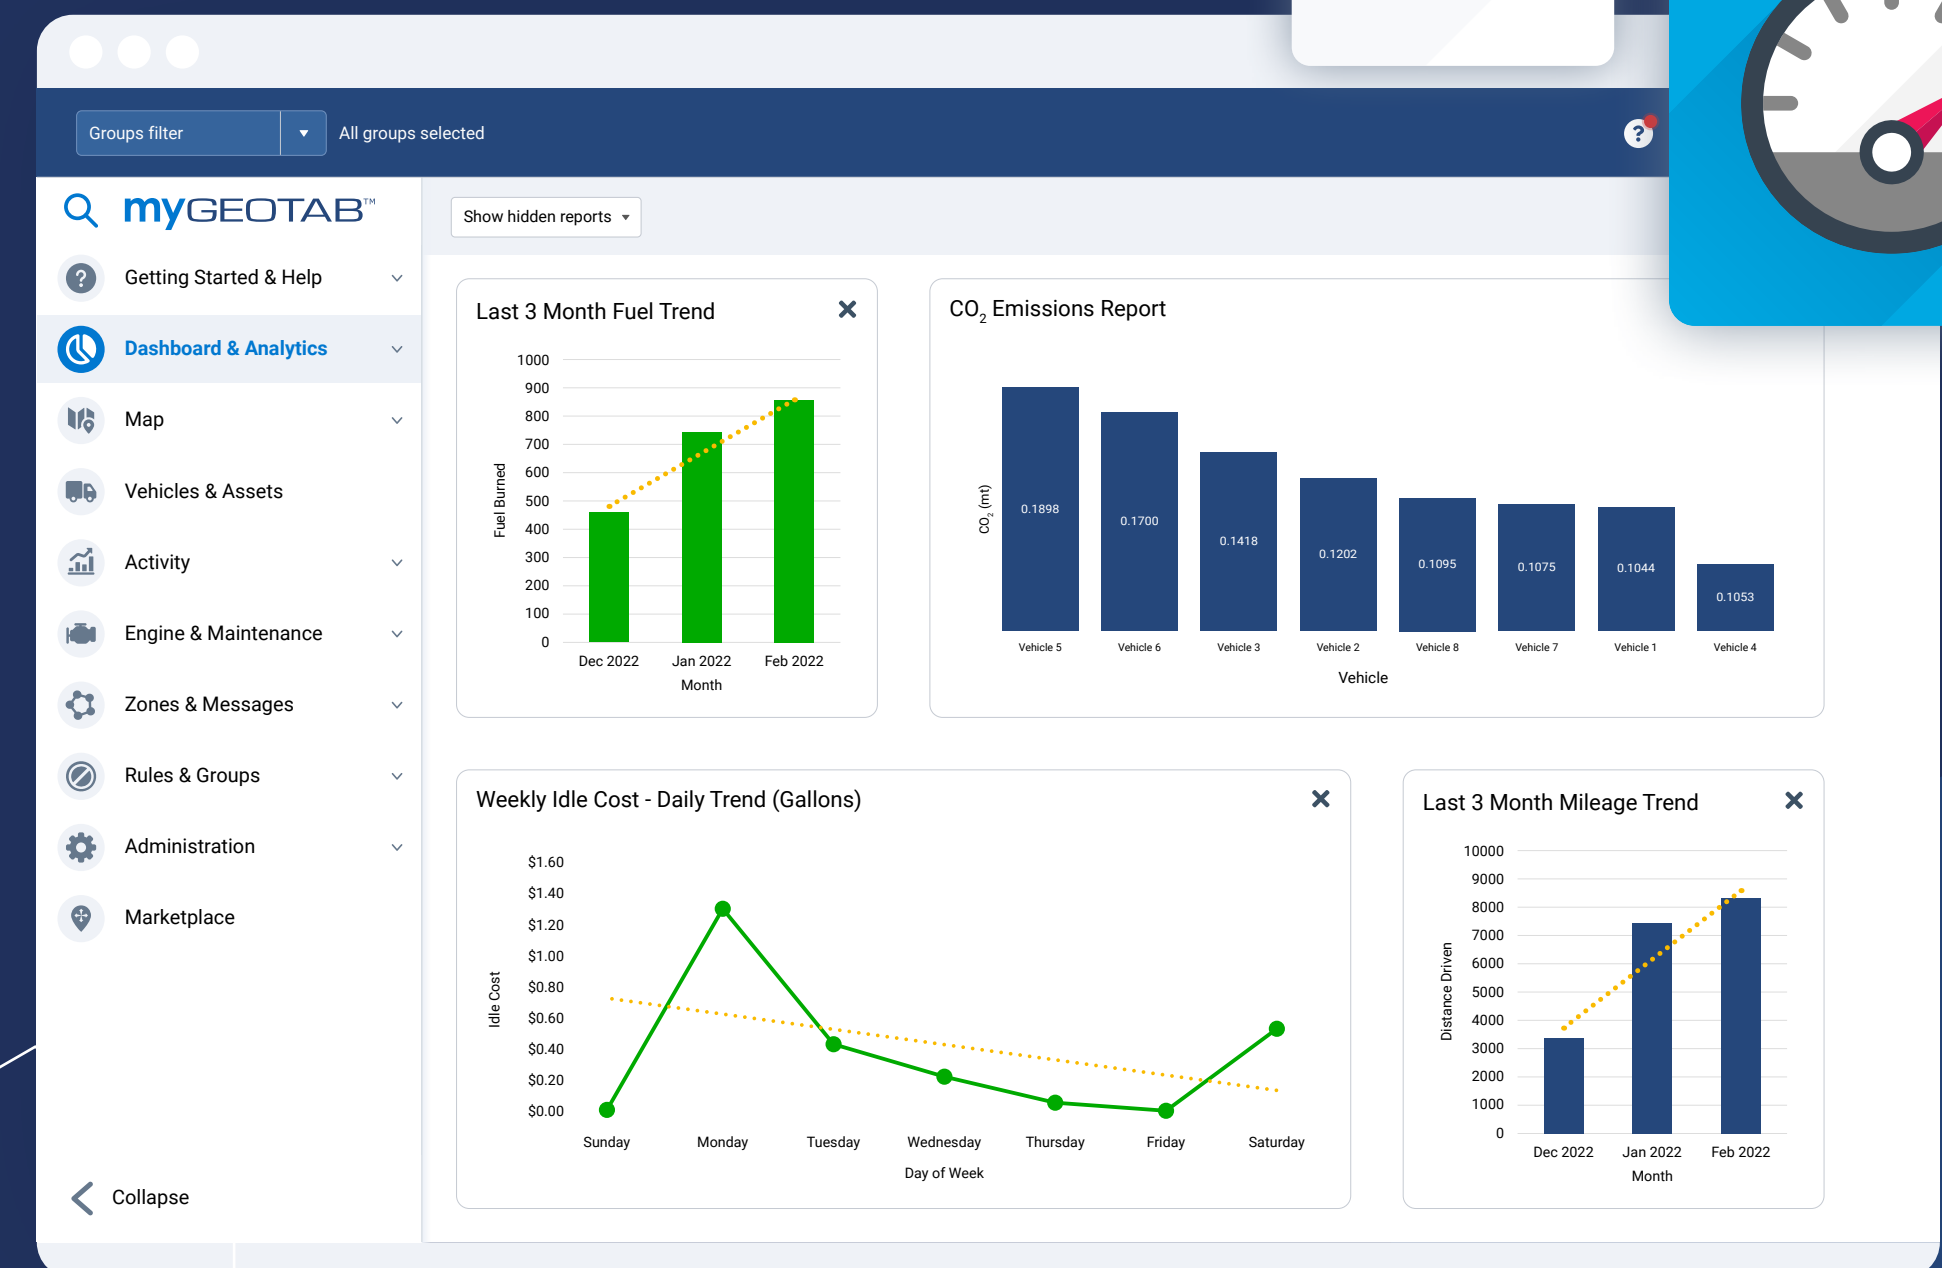 Groups filter
All groups selected
?
myGEOTAB™
Show hidden reports
Getting Started & Help
Dashboard & Analytics
Map
Vehicles & Assets
Activity
Engine & Maintenance
Zones & Messages
Rules & Groups
Administration
Marketplace
Collapse
Last 3 Month Fuel Trend
1000
900
800
700
600
500
400
300
200
100
0
Fuel Burned
Dec 2022 Jan 2022 Feb 2022
Month
CO₂ Emissions Report
CO₂ (mt)
0.1898 0.1700 0.1418 0.1202 0.1095 0.1075 0.1044 0.1053
Vehicle 5 Vehicle 6 Vehicle 3 Vehicle 2 Vehicle 8 Vehicle 7 Vehicle 1 Vehicle 4
Vehicle
Weekly Idle Cost - Daily Trend (Gallons)
$1.60
$1.40
$1.20
$1.00
$0.80
$0.60
$0.40
$0.20
$0.00
Idle Cost
Sunday Monday Tuesday Wednesday Thursday Friday Saturday
Day of Week
Last 3 Month Mileage Trend
10000
9000
8000
7000
6000
5000
4000
3000
2000
1000
0
Distance Driven
Dec 2022 Jan 2022 Feb 2022
Month